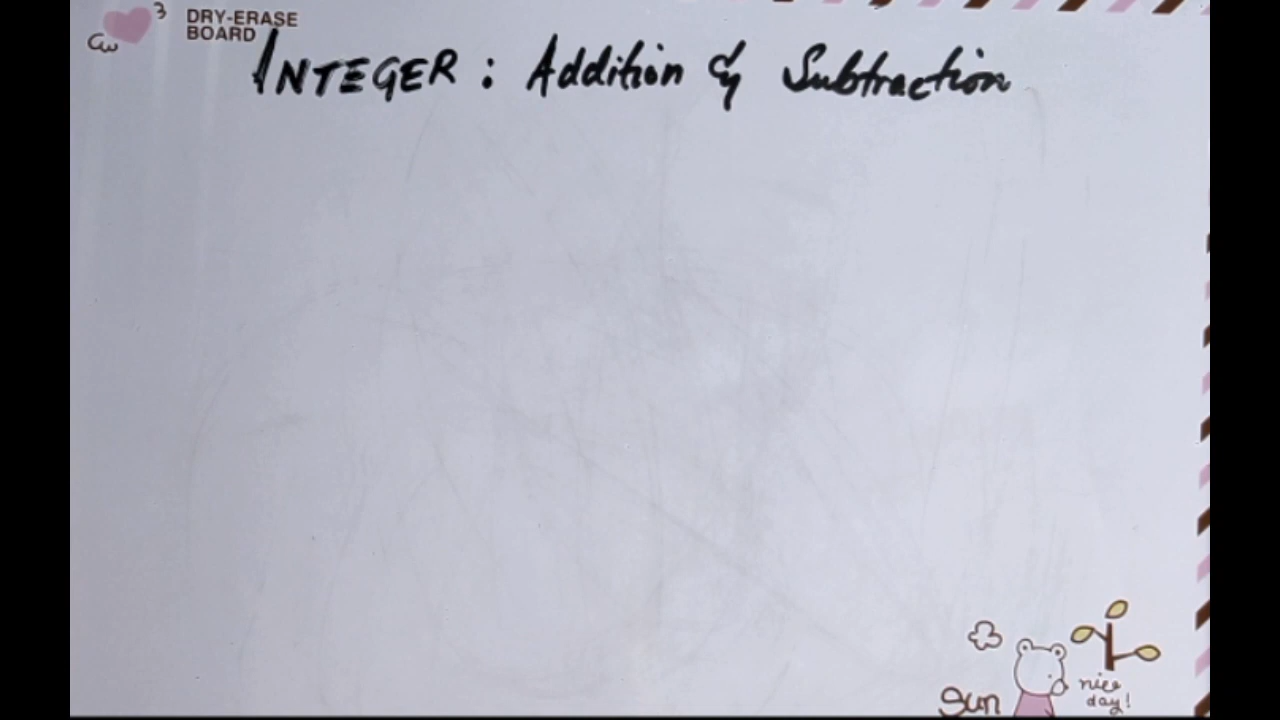 DRY-ERASE
BOARD
INTEGER : Addition & Subtraction
sun
nice
day!